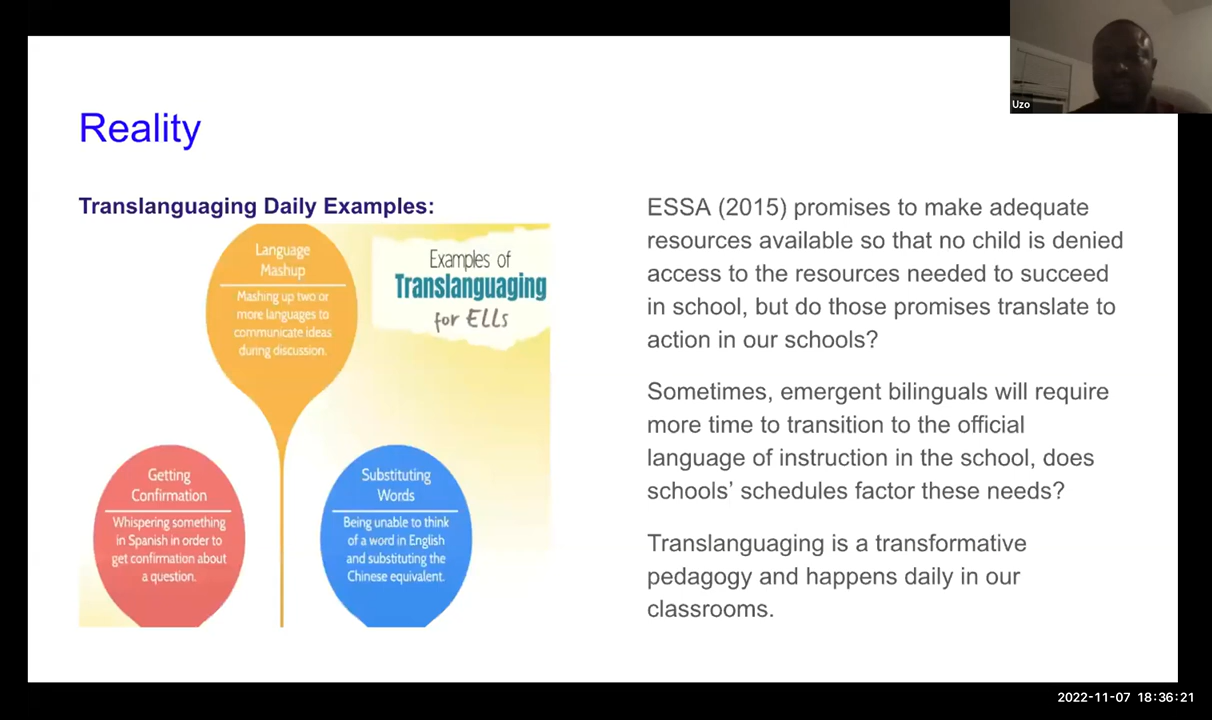 Uzo
Reality
Translanguaging Daily Examples:
Language
Mashup
Mashing up two or
more languages to
communicate ideas
during discussion.
Examples of
Translanguaging
for ELLs
Getting
Confirmation
Whispering something
in Spanish in order to
get confirmation about
a question.
Substituting
Words
Being unable to think
of a word in English
and substituting the
Chinese equivalent.
ESSA (2015) promises to make adequate
resources available so that no child is denied
access to the resources needed to succeed
in school, but do those promises translate to
action in our schools?
Sometimes, emergent bilinguals will require
more time to transition to the official
language of instruction in the school, does
schools’ schedules factor these needs?
Translanguaging is a transformative
pedagogy and happens daily in our
classrooms.
2022-11-07 18:36:21